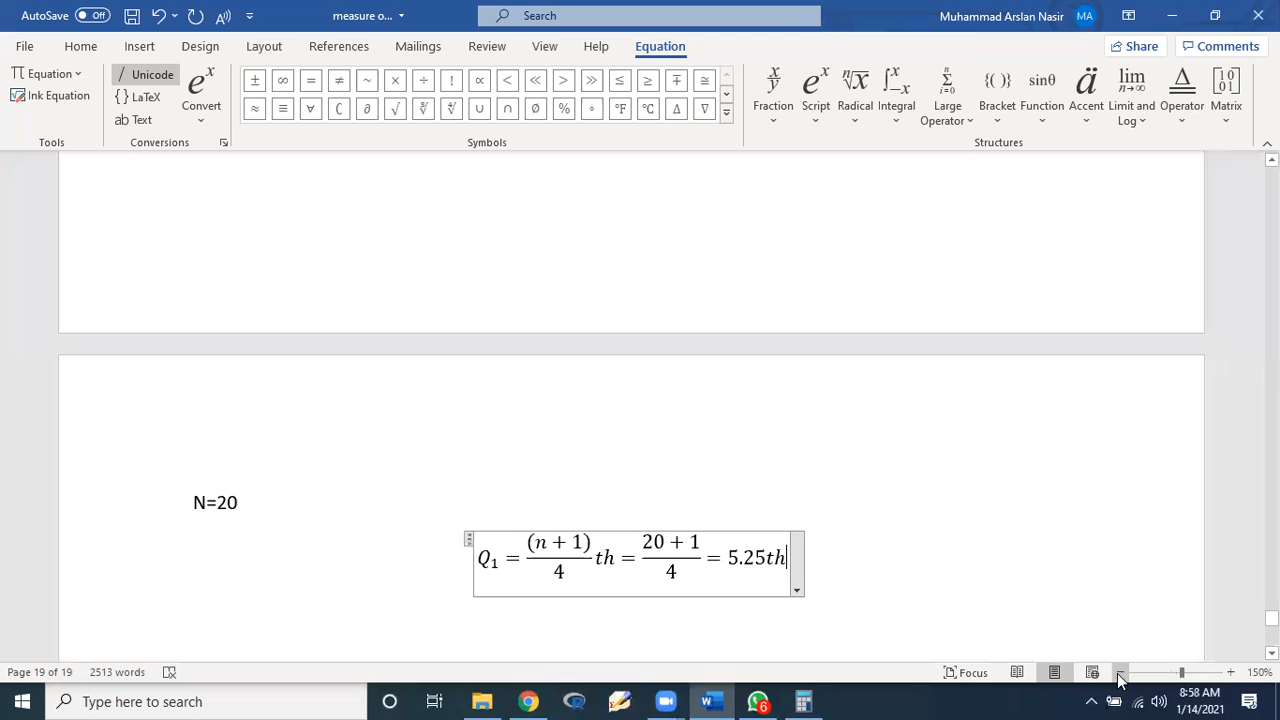 AutoSave Off measure o... Search Muhammad Arslan Nasir MA
File Home Insert Design Layout References Mailings Review View Help Equation Share Comments
Equation Unicode
Ink Equation LaTeX
Text Convert
Fraction Script Radical Integral Large Operator Bracket Function Accent Limit and Log Operator Matrix
± ∞ = ≠ ~ × ÷ ! ∝ < ≪ > ≫ ≤ ≥ ∓ ≅
≈ ≡ ∀ ∁ ∂ √ ∛ ∜ ∪ ∩ ∅ % ° °F °C ∆ ∇
Tools Conversions Symbols Structures
N=20
Q₁ = (n + 1)/4 th = 20 + 1/4 = 5.25th
Page 19 of 19 2513 words Focus 150%
Type here to search 6 8:58 AM
1/14/2021